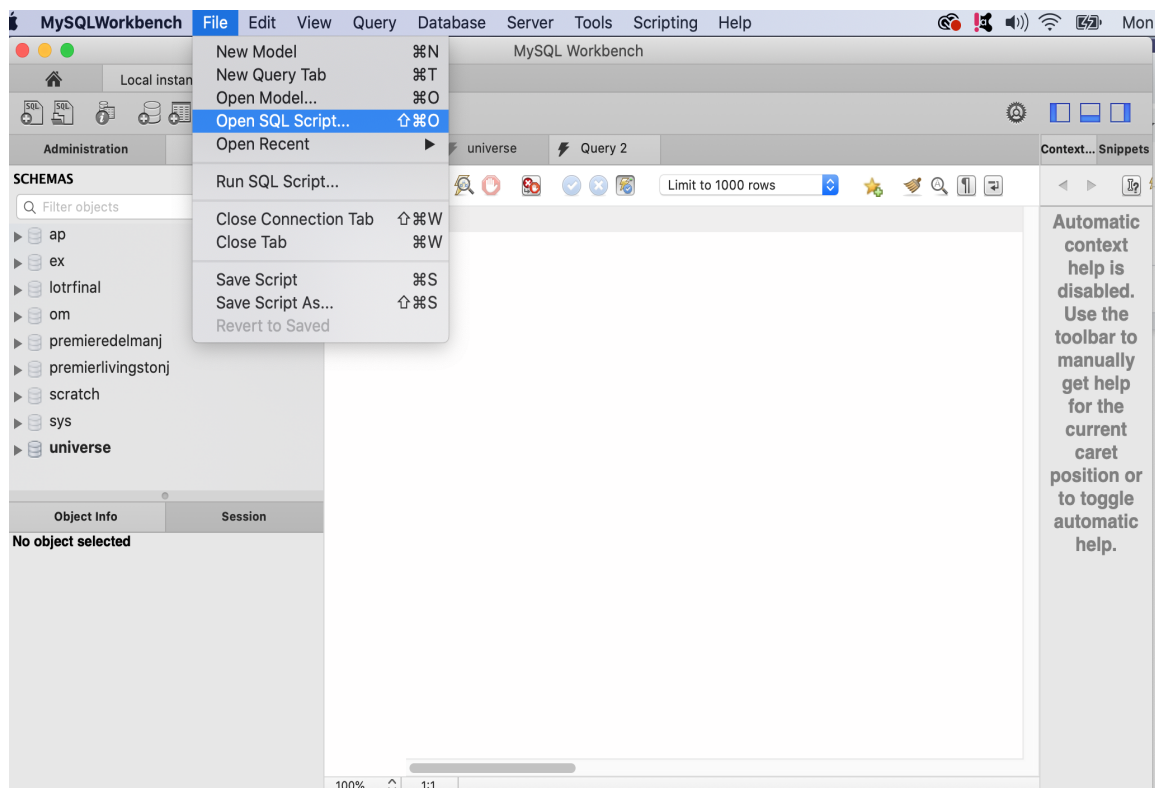 MySQLWorkbench File Edit View Query Database Server Tools Scripting Help Mon
MySQL Workbench
Local instan
New Model ⌘N
New Query Tab ⌘T
Open Model... ⌘O
Open SQL Script... ⇧⌘O
Open Recent ▶
Run SQL Script...
Close Connection Tab ⇧⌘W
Close Tab ⌘W
Save Script ⌘S
Save Script As... ⇧⌘S
Revert to Saved
SQL SQL
Administration
universe Query 2
Context... Snippets
SCHEMAS
Limit to 1000 rows
Filter objects
ap
ex
lotrfinal
om
premieredelmanj
premierlivingstonj
scratch
sys
universe
Object Info Session
No object selected
Automatic
context
help is
disabled.
Use the
toolbar to
manually
get help
for the
current
caret
position or
to toggle
automatic
help.
100% 1:1